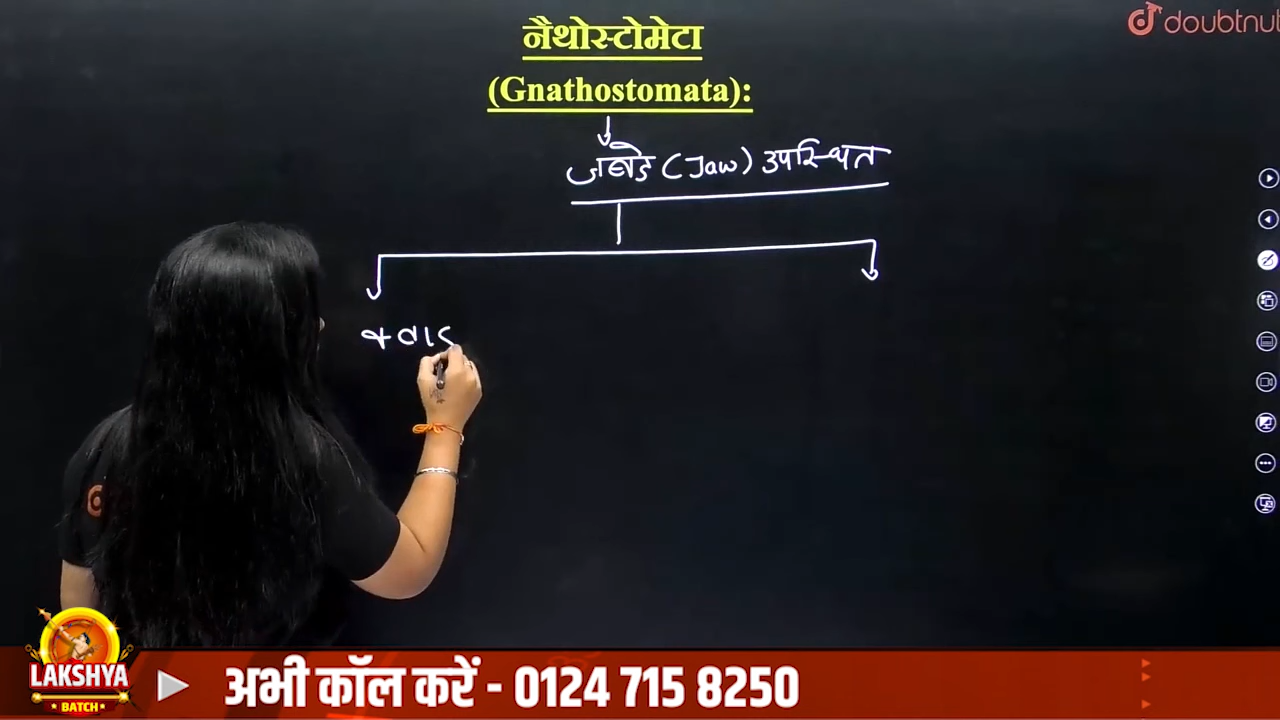 नैथोस्टोमेटा
doubtnut
(Gnathostomata):
जबड़े (Jaw) उपस्थित
LAKSHYA
BATCH
अभी कॉल करें - 0124 715 8250